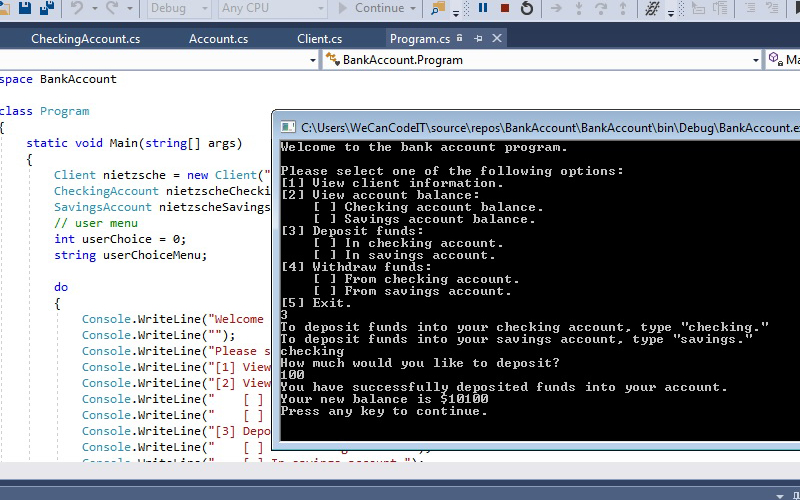 Debug
Any CPU
Continue
CheckingAccount.cs
Account.cs
Client.cs
Program.cs
BankAccount.Program
Ma
space BankAccount
class Program
{
static void Main(string[] args)
{
Client nietzsche = new Client("
CheckingAccount nietzscheChecki
SavingsAccount nietzscheSavings
// user menu
int userChoice = 0;
string userChoiceMenu;
do
{
Console.WriteLine("Welcome
Console.WriteLine("");
Console.WriteLine("Please s
Console.WriteLine("[1] View
Console.WriteLine("[2] View
Console.WriteLine("    [ ]
Console.WriteLine("    [ ]
Console.WriteLine("[3] Depo
Console.WriteLine("    [ ]
Console.WriteLine("    [ ] In savings account.");
C:\Users\WeCanCodeIT\source\repos\BankAccount\BankAccount\bin\Debug\BankAccount.ex
Welcome to the bank account program.
Please select one of the following options:
[1] View client information.
[2] View account balance:
[ ] Checking account balance.
[ ] Savings account balance.
[3] Deposit funds:
[ ] In checking account.
[ ] In savings account.
[4] Withdraw funds:
[ ] From checking account.
[ ] From savings account.
[5] Exit.
3
To deposit funds into your checking account, type "checking."
To deposit funds into your savings account, type "savings."
checking
How much would you like to deposit?
100
You have successfully deposited funds into your account.
Your new balance is $10100
Press any key to continue.